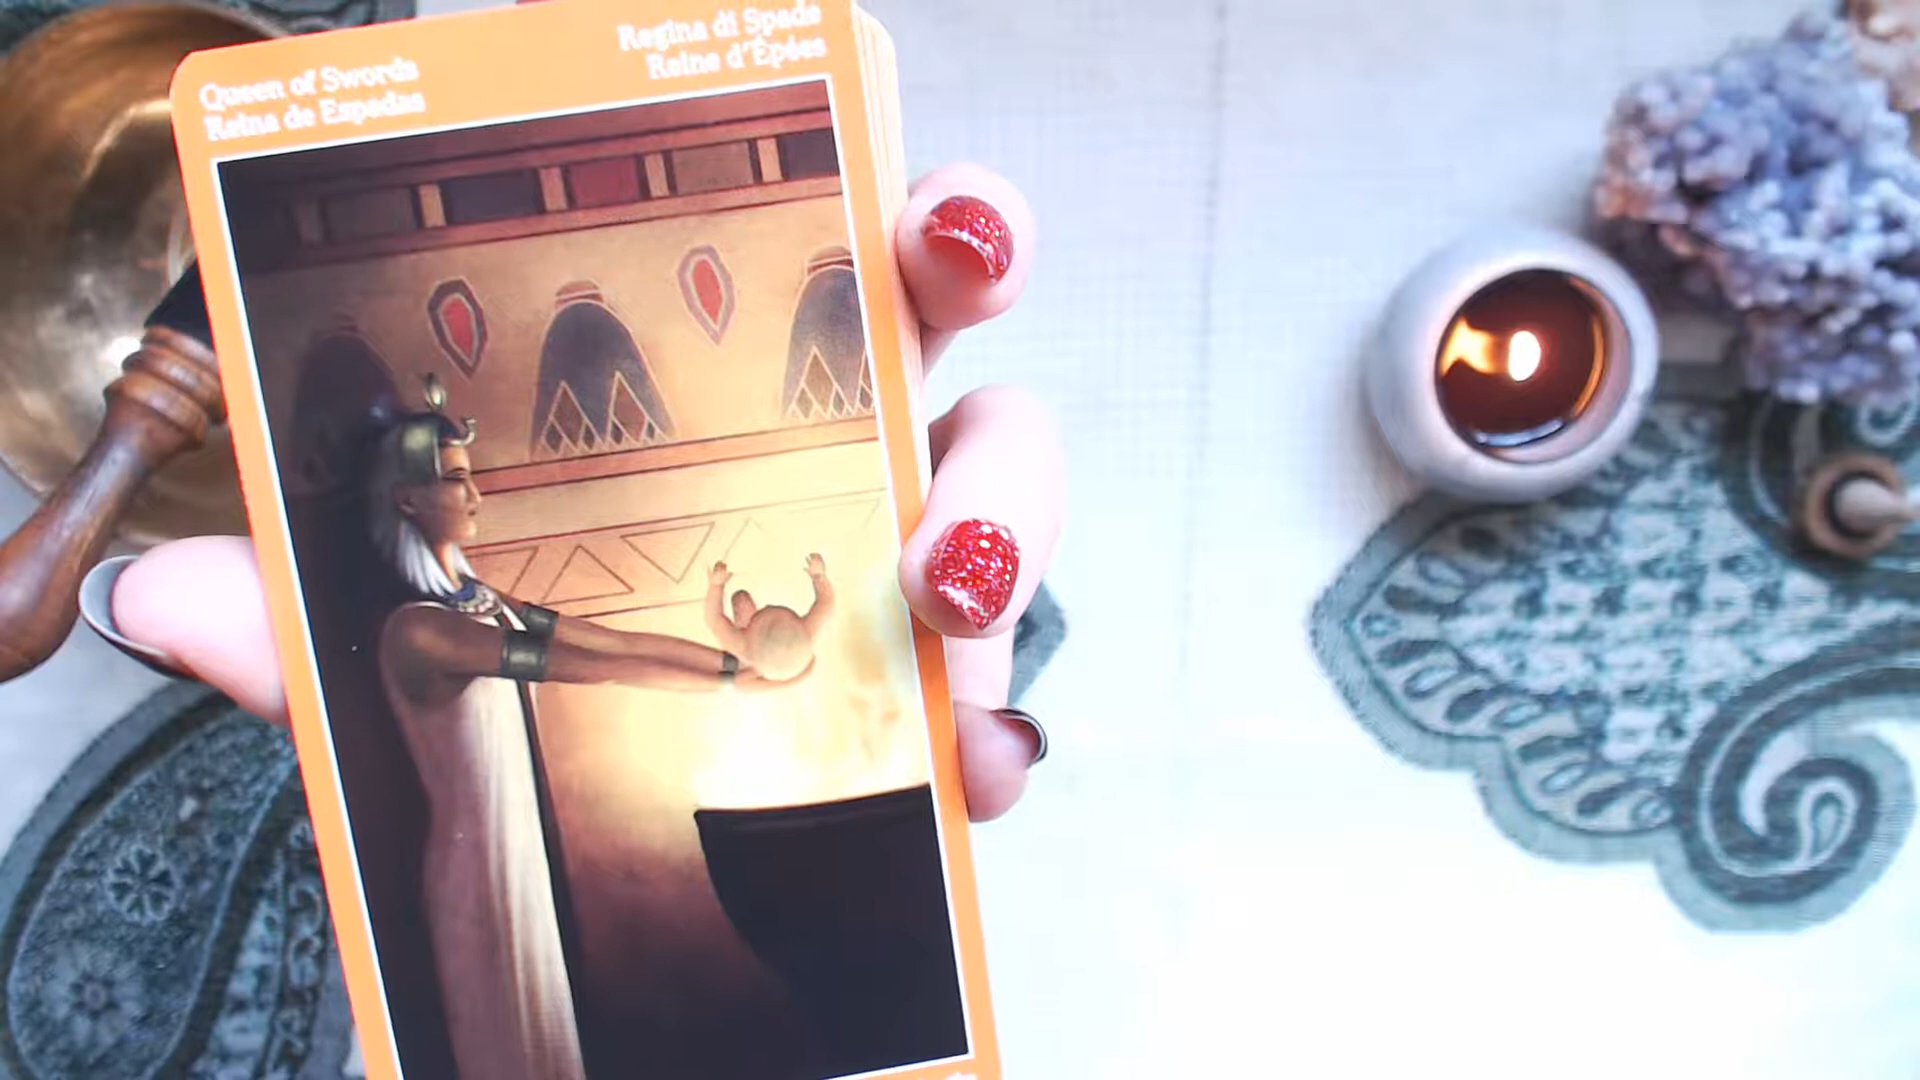 Queen of Swords
Reina de Espadas
Regina di Spade
Reine d'Épées